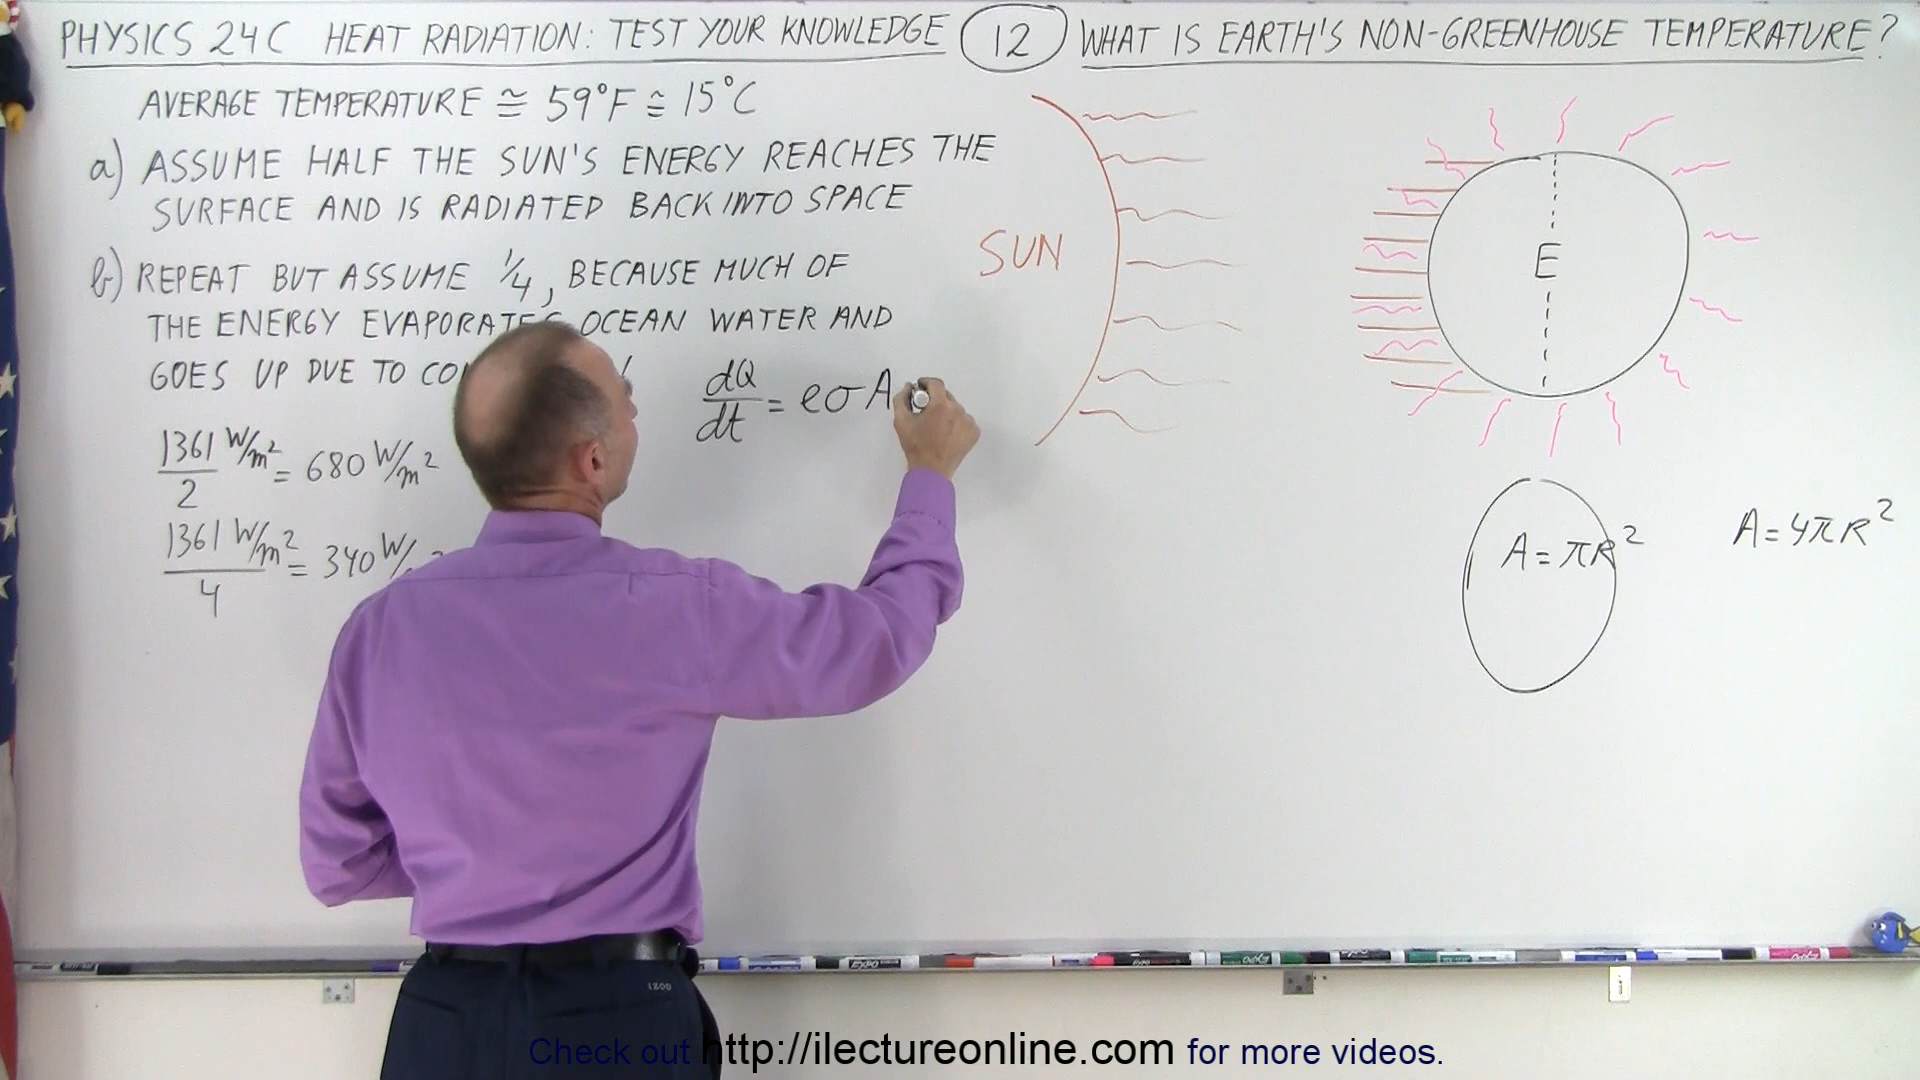 PHYSICS 24C HEAT RADIATION: TEST YOUR KNOWLEDGE 12 WHAT IS EARTH'S NON-GREENHOUSE TEMPERATURE?
AVERAGE TEMPERATURE ≅ 59°F ≅ 15°C
a) ASSUME HALF THE SUN'S ENERGY REACHES THE
SURFACE AND IS RADIATED BACK INTO SPACE
b) REPEAT BUT ASSUME 1/4, BECAUSE MUCH OF
THE ENERGY EVAPORATES OCEAN WATER AND
GOES UP DUE TO
dQ/dt = eσA
1361 W/m²/2 = 680 W/m²
1361 W/m²/4 = 340 W/
SUN
E
A = πR²
A = 4πR²
IZOD
EXPO
EXPO
Check out http://ilectureonline.com for more videos.